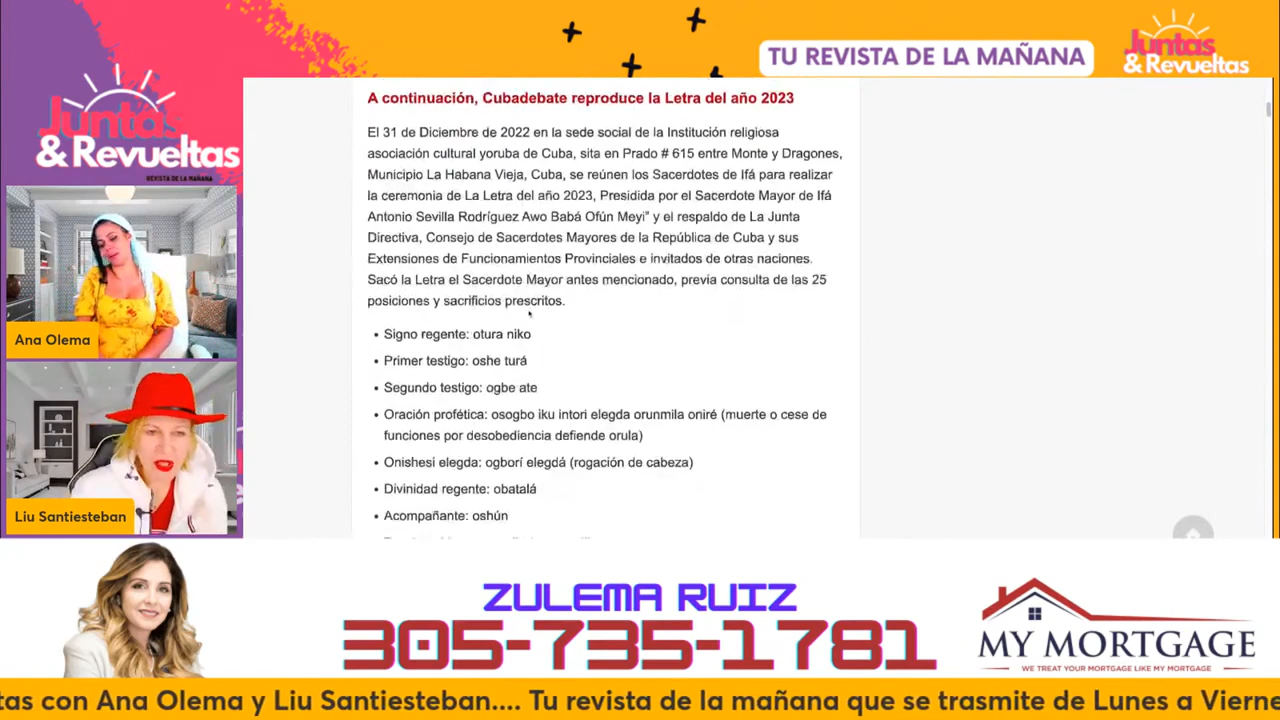 TU REVISTA DE LA MAÑANA
Juntas
& Revueltas
Juntas
& Revueltas
REVISTA DE LA MAÑANA
Ana Olema
Liu Santiesteban
A continuación, Cubadebate reproduce la Letra del año 2023
El 31 de Diciembre de 2022 en la sede social de la Institución religiosa
asociación cultural yoruba de Cuba, sita en Prado # 615 entre Monte y Dragones,
Municipio La Habana Vieja, Cuba, se reúnen los Sacerdotes de Ifá para realizar
la ceremonia de La Letra del año 2023, Presidida por el Sacerdote Mayor de Ifá
Antonio Sevilla Rodríguez Awo Babá Ofún Meyi" y el respaldo de La Junta
Directiva, Consejo de Sacerdotes Mayores de la República de Cuba y sus
Extensiones de Funcionamientos Provinciales e invitados de otras naciones.
Sacó la Letra el Sacerdote Mayor antes mencionado, previa consulta de las 25
posiciones y sacrificios prescritos.
• Signo regente: otura niko
• Primer testigo: oshe turá
• Segundo testigo: ogbe ate
• Oración profética: osogbo iku intori elegda orunmila oniré (muerte o cese de
funciones por desobediencia defiende orula)
• Onishesi elegda: ogborí elegdá (rogación de cabeza)
• Divinidad regente: obatalá
• Acompañante: oshún
ZULEMA RUIZ
305-735-1781
MY MORTGAGE
WE TREAT YOUR MORTGAGE LIKE MY MORTGAGE
tas con Ana Olema y Liu Santiesteban.... Tu revista de la mañana que se trasmite de Lunes a Vierne